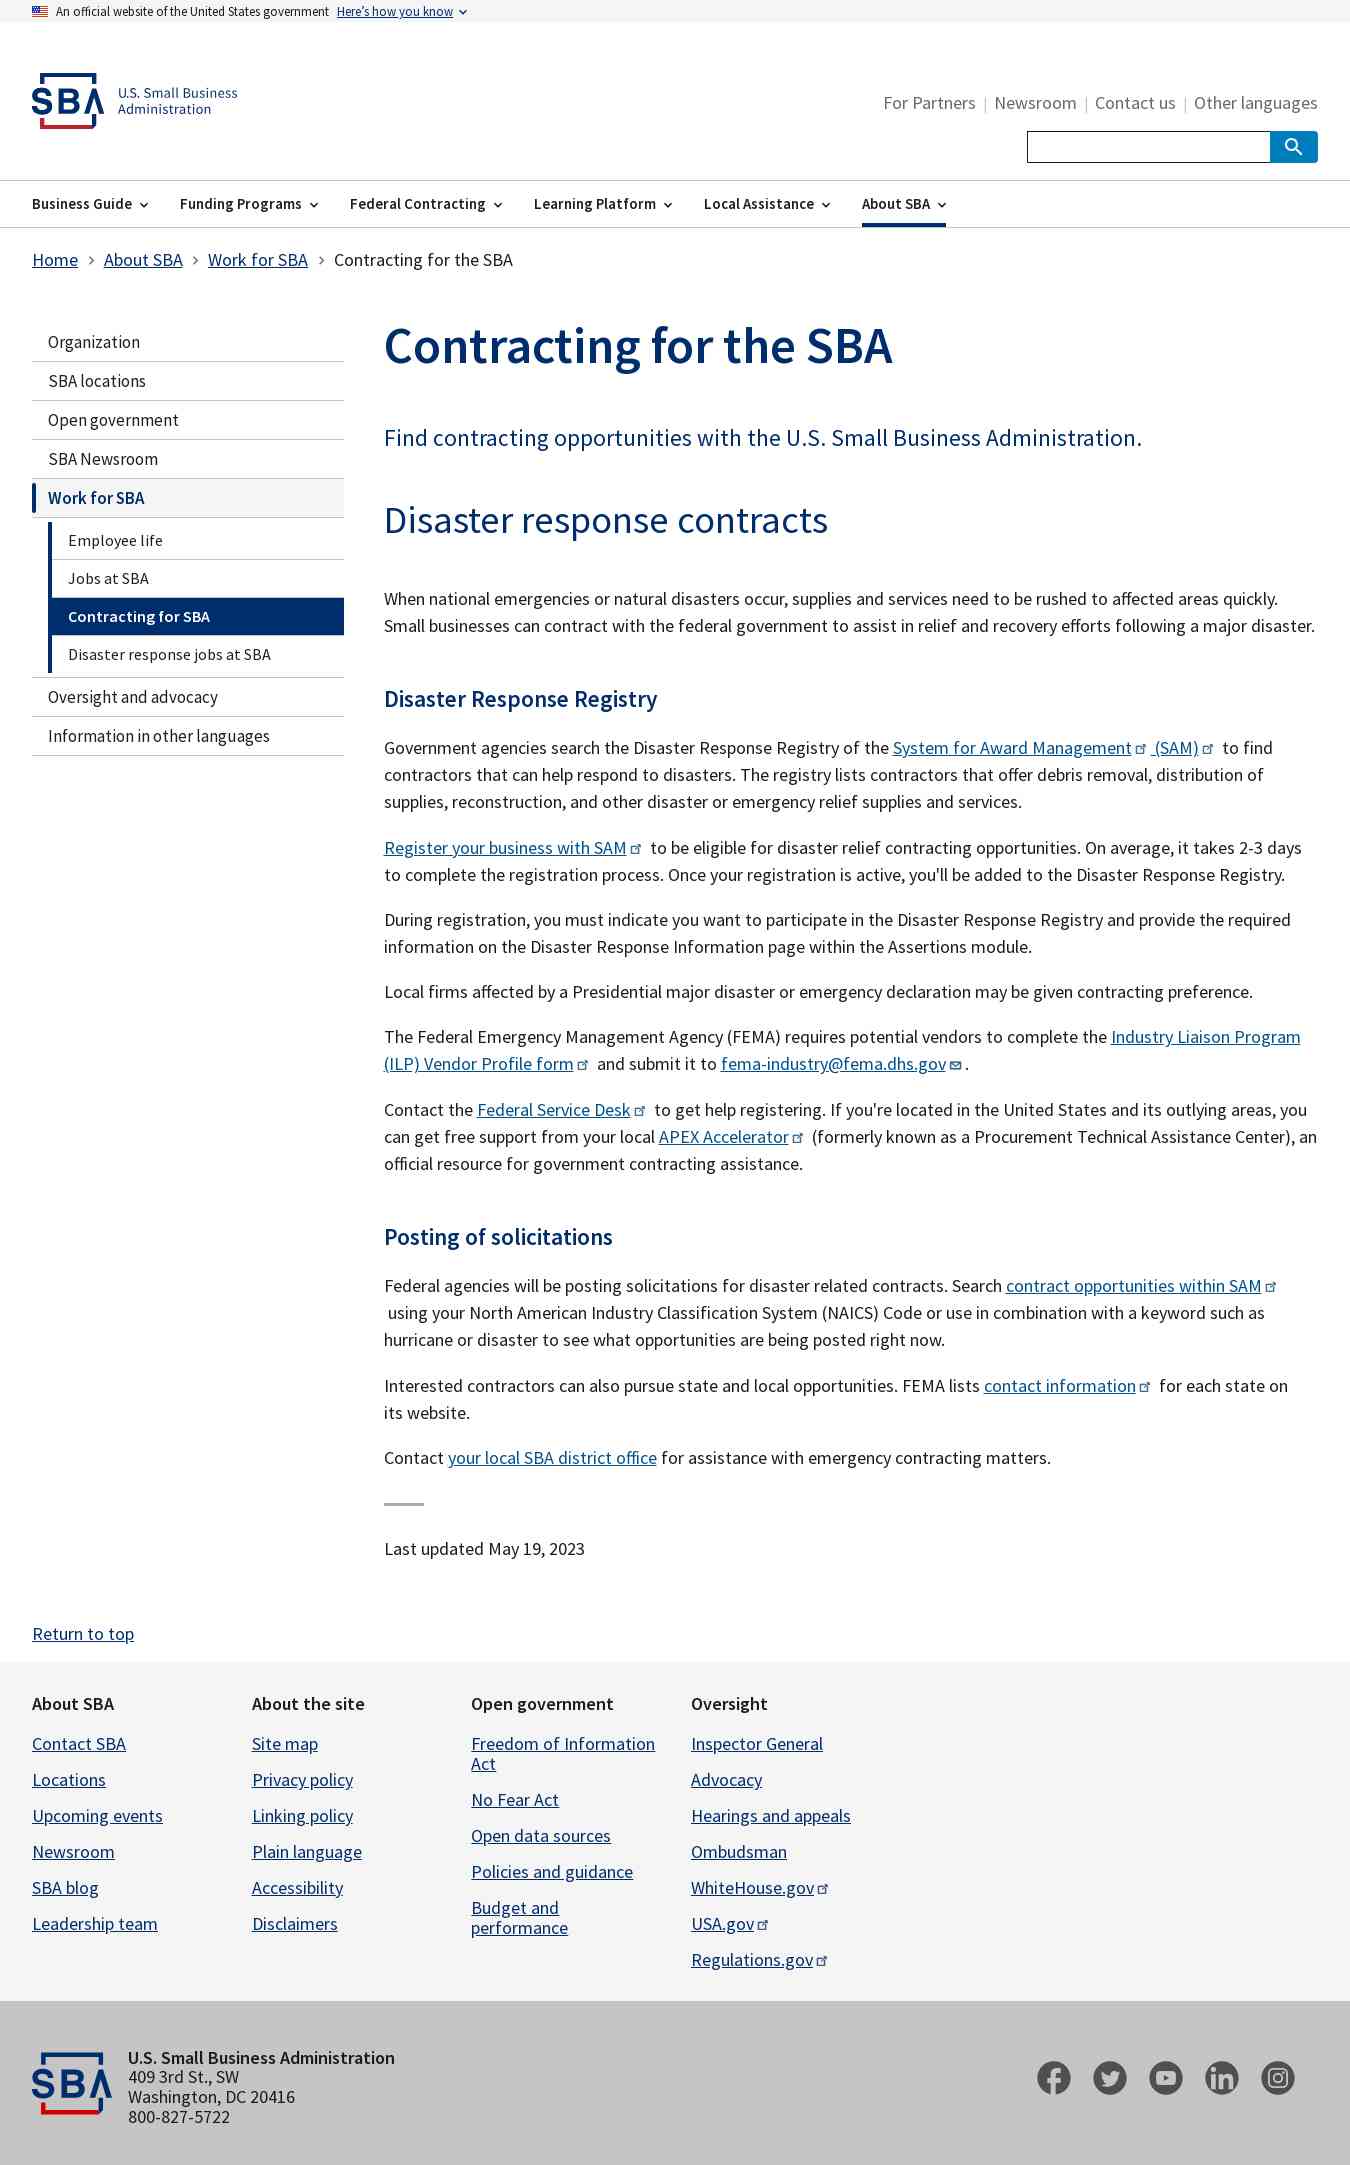 An official website of the United States government Here's how you know
SBA U.S. Small Business
Administration
For Partners | Newsroom | Contact us | Other languages
Business Guide Funding Programs Federal Contracting Learning Platform Local Assistance About SBA
Home > About SBA > Work for SBA > Contracting for the SBA
Organization
SBA locations
Open government
SBA Newsroom
Work for SBA
Employee life
Jobs at SBA
Contracting for SBA
Disaster response jobs at SBA
Oversight and advocacy
Information in other languages
Contracting for the SBA
Find contracting opportunities with the U.S. Small Business Administration.
Disaster response contracts
When national emergencies or natural disasters occur, supplies and services need to be rushed to affected areas quickly.
Small businesses can contract with the federal government to assist in relief and recovery efforts following a major disaster.
Disaster Response Registry
Government agencies search the Disaster Response Registry of the System for Award Management (SAM) to find
contractors that can help respond to disasters. The registry lists contractors that offer debris removal, distribution of
supplies, reconstruction, and other disaster or emergency relief supplies and services.
Register your business with SAM to be eligible for disaster relief contracting opportunities. On average, it takes 2-3 days
to complete the registration process. Once your registration is active, you'll be added to the Disaster Response Registry.
During registration, you must indicate you want to participate in the Disaster Response Registry and provide the required
information on the Disaster Response Information page within the Assertions module.
Local firms affected by a Presidential major disaster or emergency declaration may be given contracting preference.
The Federal Emergency Management Agency (FEMA) requires potential vendors to complete the Industry Liaison Program
(ILP) Vendor Profile form and submit it to fema-industry@fema.dhs.gov .
Contact the Federal Service Desk to get help registering. If you're located in the United States and its outlying areas, you
can get free support from your local APEX Accelerator (formerly known as a Procurement Technical Assistance Center), an
official resource for government contracting assistance.
Posting of solicitations
Federal agencies will be posting solicitations for disaster related contracts. Search contract opportunities within SAM
using your North American Industry Classification System (NAICS) Code or use in combination with a keyword such as
hurricane or disaster to see what opportunities are being posted right now.
Interested contractors can also pursue state and local opportunities. FEMA lists contact information for each state on
its website.
Contact your local SBA district office for assistance with emergency contracting matters.
Last updated May 19, 2023
Return to top
About SBA
Contact SBA
Locations
Upcoming events
Newsroom
SBA blog
Leadership team
About the site
Site map
Privacy policy
Linking policy
Plain language
Accessibility
Disclaimers
Open government
Freedom of Information
Act
No Fear Act
Open data sources
Policies and guidance
Budget and
performance
Oversight
Inspector General
Advocacy
Hearings and appeals
Ombudsman
WhiteHouse.gov
USA.gov
Regulations.gov
SBA
U.S. Small Business Administration
409 3rd St., SW
Washington, DC 20416
800-827-5722